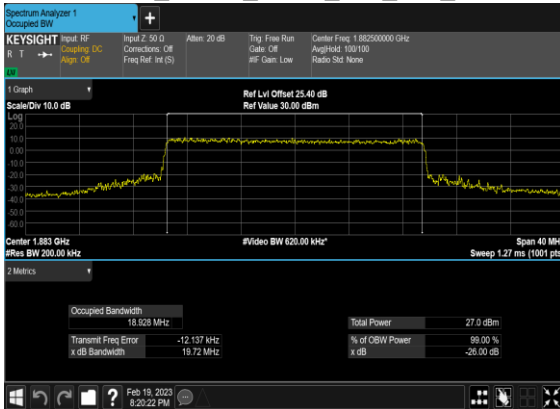 Spectrum Analyzer 1
Occupied BW
+
KEYSIGHT Input: RF Input Z: 50 Ω Atten: 20 dB Trig: Free Run Center Freq: 1.882500000 GHz
R T Coupling: DC Corrections: Off Gate: Off Avg|Hold: 100/100
Align: Off Freq Ref: Int (S) #IF Gain: Low Radio Std: None
1 Graph
Ref Lvl Offset 25.40 dB
Scale/Div 10.0 dB Ref Value 30.00 dBm
Log
20.0
10.0
0.00
-10.0
-20.0
-30.0
-40.0
-50.0
-60.0
Center 1.883 GHz #Video BW 620.00 kHz* Span 40 MH
#Res BW 200.00 kHz Sweep 1.27 ms (1001 pts
2 Metrics
Occupied Bandwidth
18.928 MHz Total Power 27.0 dBm
Transmit Freq Error -12.137 kHz % of OBW Power 99.00 %
x dB Bandwidth 19.72 MHz x dB -26.00 dB
? Feb 19, 2023
8:20:22 PM